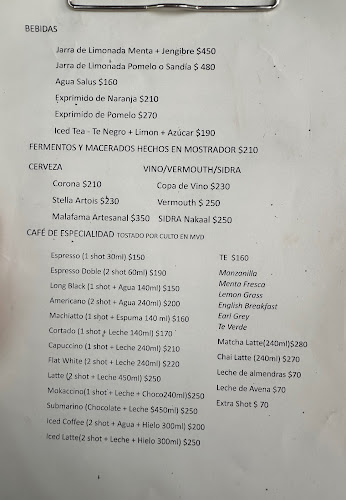 BEBIDAS
Jarra de Limonada Menta + Jengibre $450
Jarra de Limonada Pomelo o Sandía $ 480
Agua Salus $160
Exprimido de Naranja $210
Exprimido de Pomelo $270
Iced Tea - Te Negro + Limon + Azúcar $190
FERMENTOS Y MACERADOS HECHOS EN MOSTRADOR $210
CERVEZA
Corona $210
Stella Artois $230
Malafama Artesanal $350
VINO/VERMOUTH/SIDRA
Copa de Vino $230
Vermouth $ 250
SIDRA Nakaal $250
CAFÉ DE ESPECIALIDAD TOSTADO POR CULTO EN MVD
Espresso (1 shot 30ml) $150
Espresso Doble (2 shot 60ml) $190
Long Black (1 shot + Agua 140ml) $150
Americano (2 shot + Agua 240ml) $200
Machiatto (1 shot + Espuma 140 ml) $160
Cortado (1 shot + Leche 140ml) $170
Capuccino (1 shot + Leche 240ml) $210
Flat White (2 shot + Leche 240ml) $220
Latte (2 shot + Leche 450ml) $250
Mokaccino(1 shot + Leche + Choco240ml)$250
Submarino (Chocolate + Leche $450ml) $250
Iced Coffee (2 shot + Agua + Hielo 300ml) $200
Iced Latte(2 shot + Leche + Hielo 300ml) $250
TE $160
Manzanilla
Menta Fresca
Lemon Grass
English Breakfast
Earl Grey
Te Verde
Matcha Latte(240ml)$280
Chai Latte (240ml) $270
Leche de almendras $70
Leche de Avena $70
Extra Shot $ 70